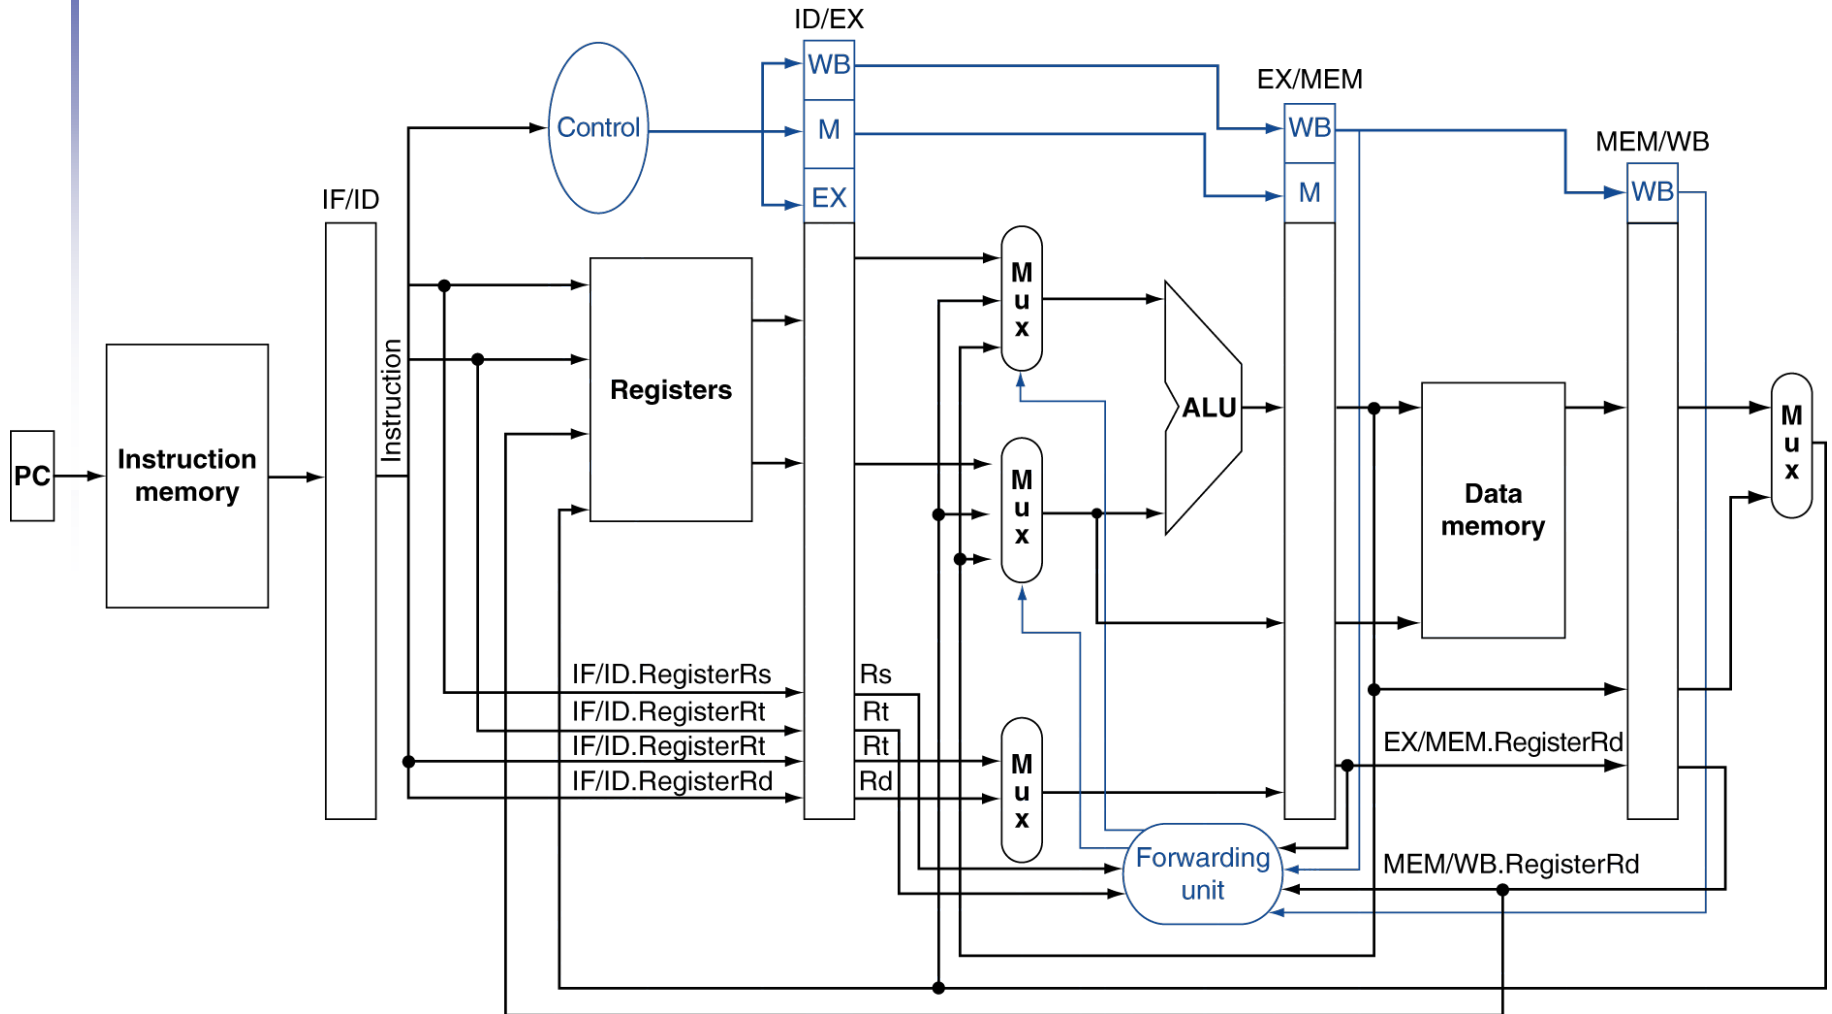 ID/EX
WB
EX/MEM
Control
M
WB
MEM/WB
EX
M
WB
IF/ID
M
u
x
Instruction
Registers
ALU
M
u
x
PC
Instruction
memory
M
u
x
Data
memory
IF/ID.RegisterRs
Rs
IF/ID.RegisterRt
Rt
IF/ID.RegisterRt
Rt
IF/ID.RegisterRd
Rd
M
u
x
EX/MEM.RegisterRd
Forwarding
unit
MEM/WB.RegisterRd